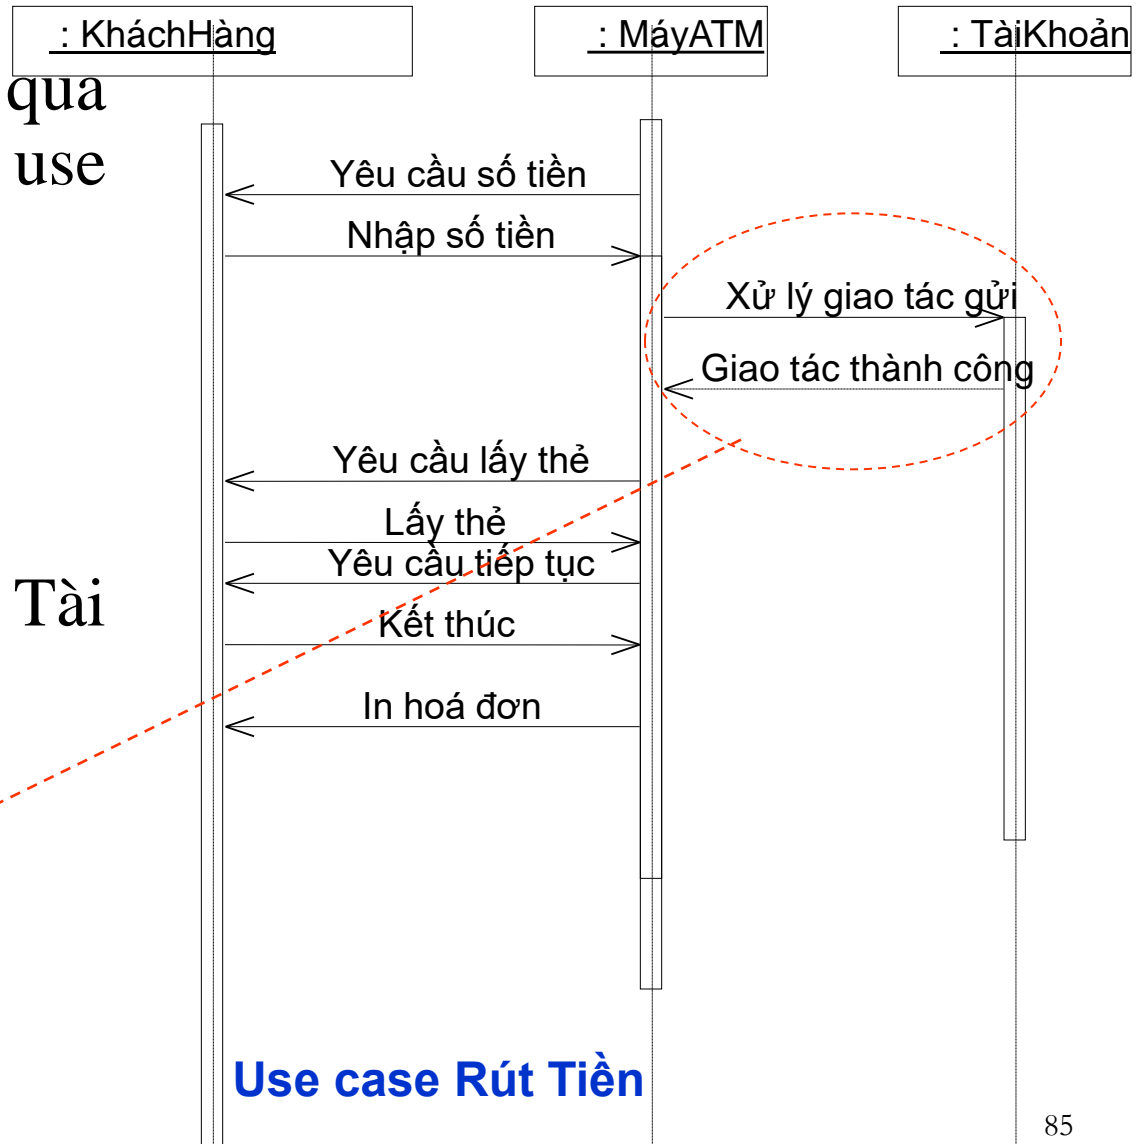 : KháchHàng
: MáyATM
: TàiKhoản
qua
use
Yêu cầu số tiền
Nhập số tiền
Xử lý giao tác gửi
Giao tác thành công
Yêu cầu lấy thẻ
Lấy thẻ
Yêu cầu tiếp tục
Tài
Kết thúc
In hoá đơn
Use case Rút Tiền
85